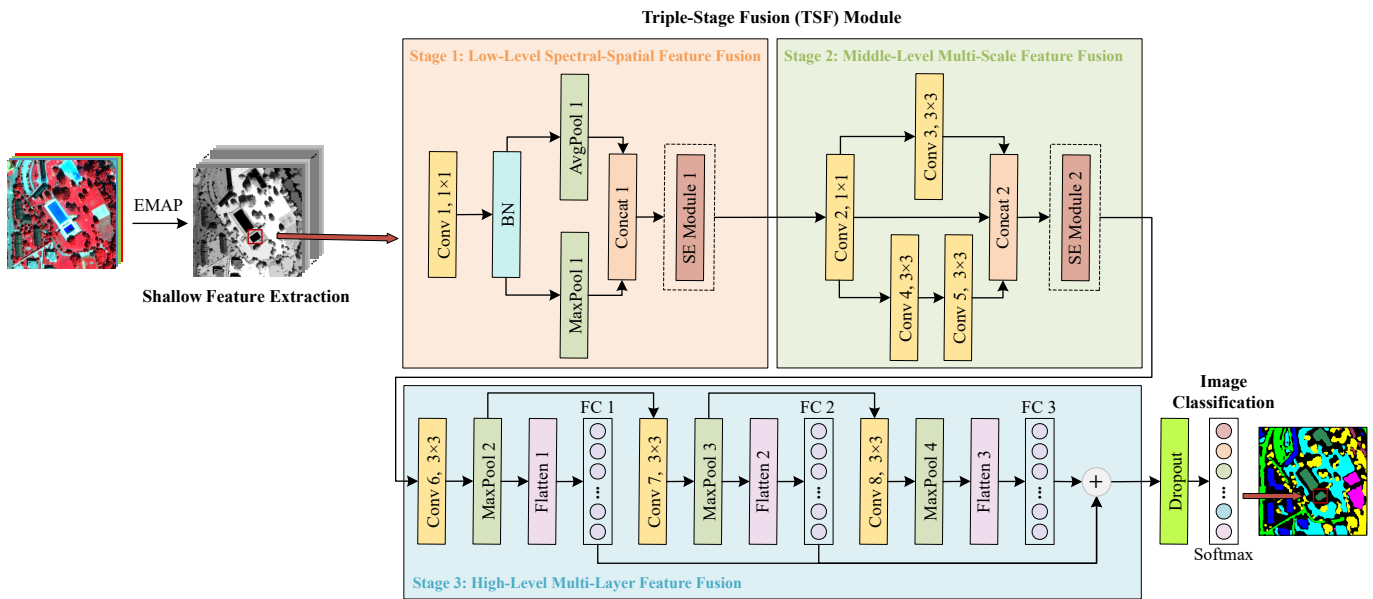 Triple-Stage Fusion (TSF) Module
Stage 1: Low-Level Spectral-Spatial Feature Fusion
Stage 2: Middle-Level Multi-Scale Feature Fusion
EMAP
Shallow Feature Extraction
Conv 1, 1×1
BN
AvgPool 1
MaxPool 1
Concat 1
SE Module 1
Conv 2, 1×1
Conv 3, 3×3
Conv 4, 3×3
Conv 5, 3×3
Concat 2
SE Module 2
Conv 6, 3×3
MaxPool 2
Flatten 1
FC 1
...
Conv 7, 3×3
MaxPool 3
Flatten 2
FC 2
...
Conv 8, 3×3
MaxPool 4
Flatten 3
FC 3
...
+
Stage 3: High-Level Multi-Layer Feature Fusion
Image
Classification
Dropout
...
Softmax